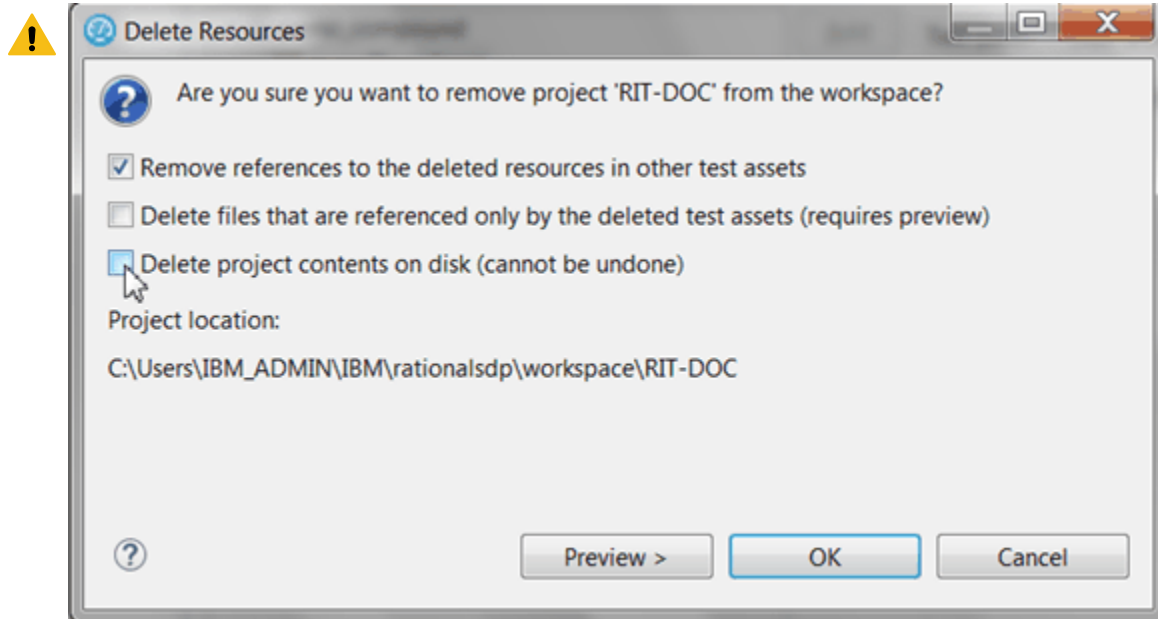 Delete Resources
Are you sure you want to remove project 'RIT-DOC' from the workspace?
Remove references to the deleted resources in other test assets
Delete files that are referenced only by the deleted test assets (requires preview)
Delete project contents on disk (cannot be undone)
Project location:
C:\Users\IBM_ADMIN\IBM\rationalsdp\workspace\RIT-DOC
Preview >
OK
Cancel